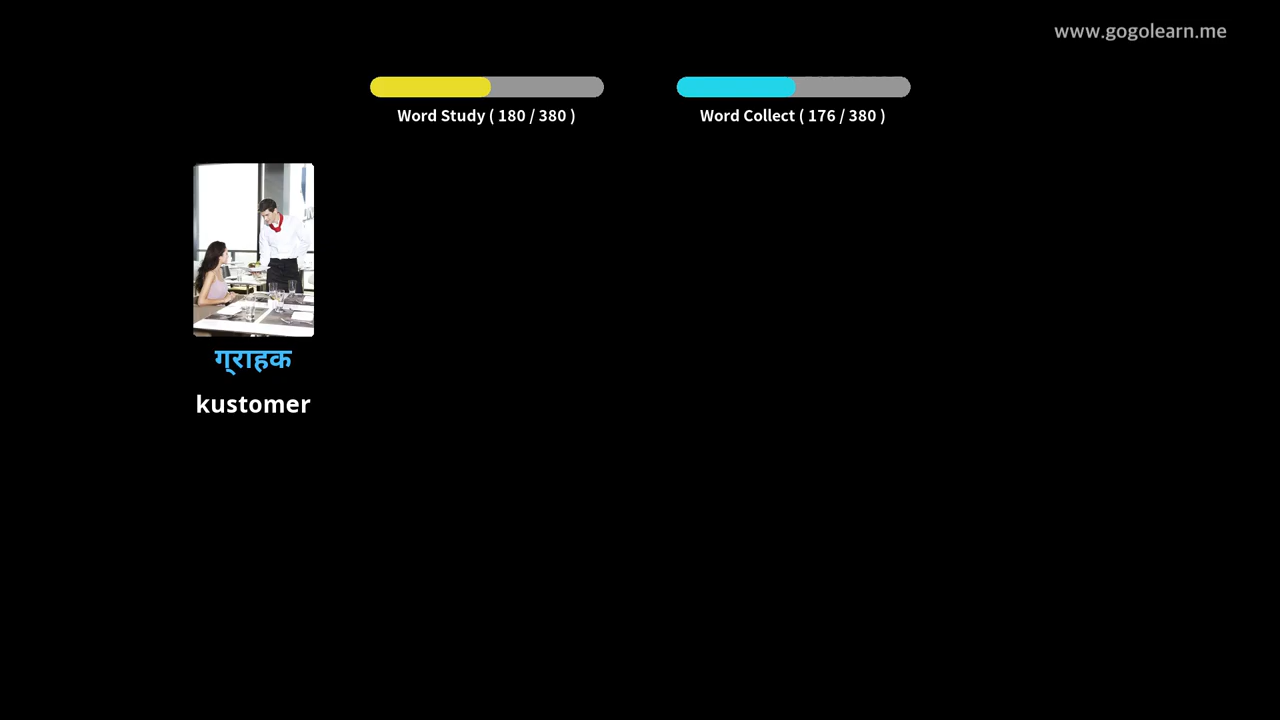 www.gogolearn.me
Word Study ( 180 / 380 )
Word Collect ( 176 / 380 )
ग्राहक
kustomer